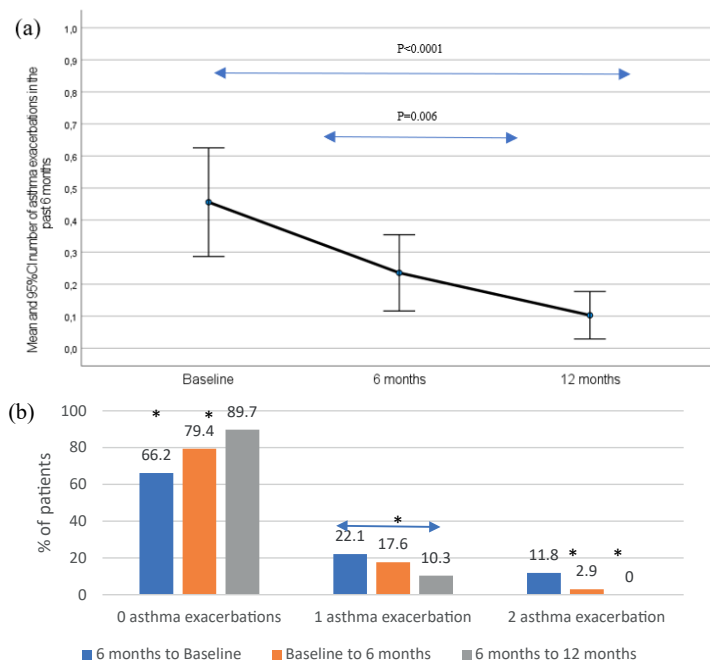 (a)
Mean and 95%CI number of asthma exacerbations in the
past 6 months
1,0
0,9
0,8
0,7
0,6
0,5
0,4
0,3
0,2
0,1
0,0
P<0.0001
P=0.006
Baseline 6 months 12 months
(b)
% of patients
100
80
60
40
20
0
* *
66.2 79.4 89.7
*
22.1 17.6 10.3
* *
11.8 2.9 0
0 asthma exacerbations 1 asthma exacerbation 2 asthma exacerbation
6 months to Baseline Baseline to 6 months 6 months to 12 months